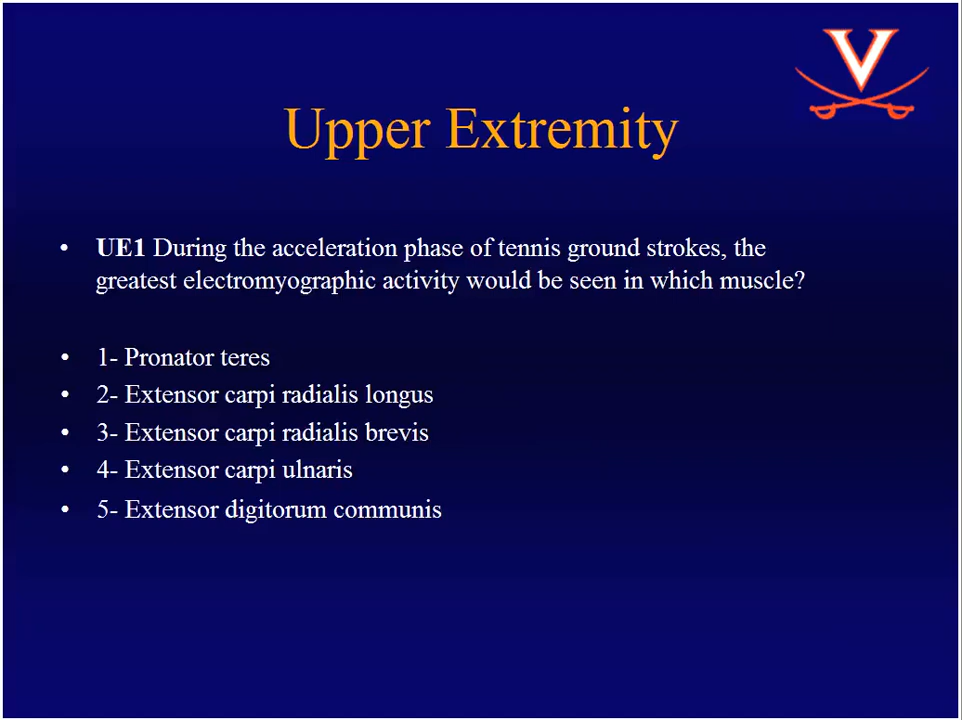 V
Upper Extremity
• UE1 During the acceleration phase of tennis ground strokes, the
greatest electromyographic activity would be seen in which muscle?
• 1- Pronator teres
• 2- Extensor carpi radialis longus
• 3- Extensor carpi radialis brevis
• 4- Extensor carpi ulnaris
• 5- Extensor digitorum communis